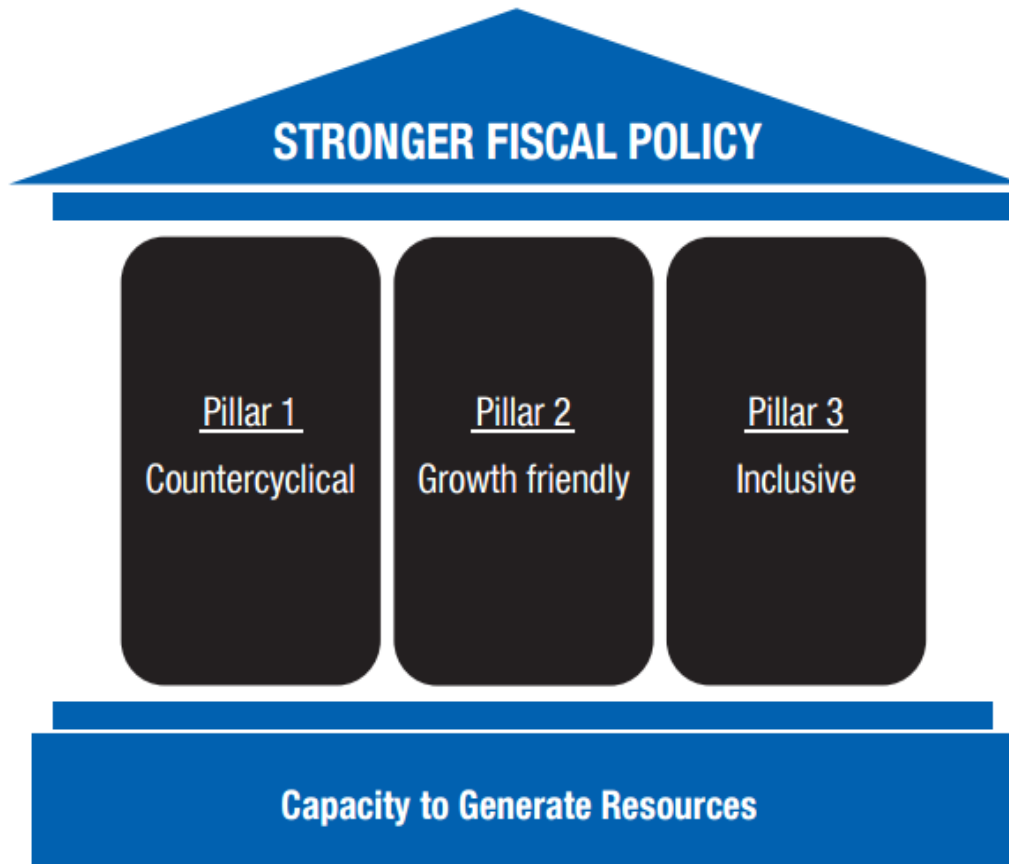 STRONGER FISCAL POLICY
Pillar 1
Countercyclical
Pillar 2
Growth friendly
Pillar 3
Inclusive
Capacity to Generate Resources